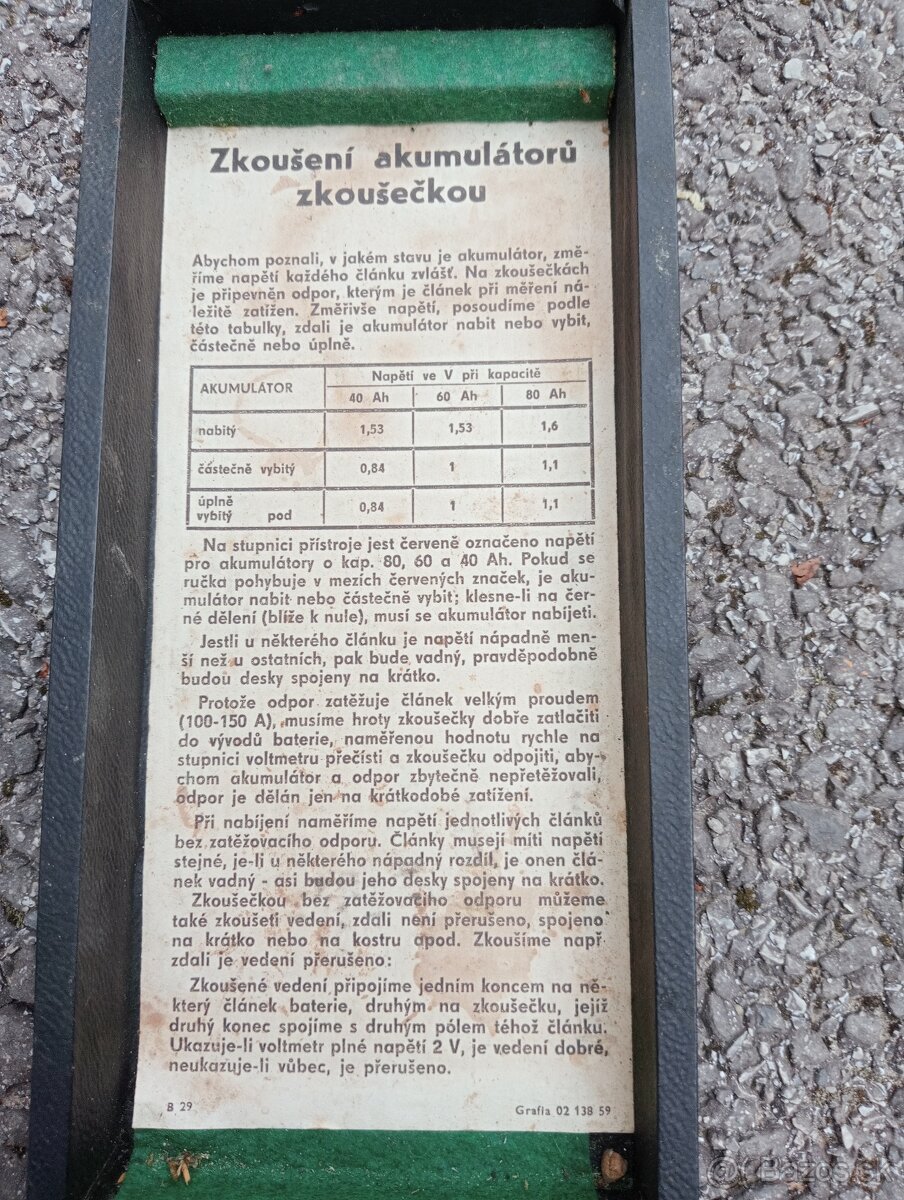 Zkoušení akumulátorů
zkoušečkou
Abychom poznali, v jakém stavu je akumulátor, změ-
říme napětí každého článku zvlášť. Na zkoušečkách
je připevněn odpor, kterým je článek při měření ná-
ležitě zatížen. Změřivše napětí, posoudíme podle
této tabulky, zdali je akumulátor nabit nebo vybit,
částečně nebo úplně.
AKUMULÁTOR
Napětí ve V při kapacitě
40 Ah 60 Ah 80 Ah
nabitý 1,53 1,53 1,6
částečně vybitý 0,84 1 1,1
úplně
vybitý pod 0,84 1 1,1
Na stupnici přístroje jest červeně označeno napětí
pro akumulátory o kap. 80, 60 a 40 Ah. Pokud se
ručka pohybuje v mezích červených značek, je aku-
mulátor nabit nebo částečně vybit; klesne-li na čer-
né dělení (blíže k nule), musí se akumulátor nabíjeti.
Jestli u některého článku je napětí nápadně men-
ší než u ostatních, pak bude vadný, pravděpodobně
budou desky spojeny na krátko.
Protože odpor zatěžuje článek velkým proudem
(100-150 A), musíme hroty zkoušečky dobře zatlačiti
do vývodů baterie, naměřenou hodnotu rychle na
stupnici voltmetru přečísti a zkoušečku odpojiti, aby-
chom akumulátor a odpor zbytečně nepřetěžovali,
odpor je dělán jen na krátkodobé zatížení.
Při nabíjení naměříme napětí jednotlivých článků
bez zatěžovacího odporu. Články musejí míti napětí
stejné, je-li u některého nápadný rozdíl, je onen člá-
nek vadný - asi budou jeho desky spojeny na krátko.
Zkoušečkou bez zatěžovacího odporu můžeme
také zkoušeti vedení, zdali není přerušeno, spojeno
na krátko nebo na kostru apod. Zkoušíme např.
zdali je vedení přerušeno:
Zkoušené vedení připojíme jedním koncem na ně-
který článek baterie, druhým na zkoušečku, jejíž
druhý konec spojíme s druhým pólem téhož článku.
Ukazuje-li voltmetr plné napětí 2 V, je vedení dobré,
neukazuje-li vůbec, je přerušeno.
B 29 Grafia 02 138 59
Bazos.sk